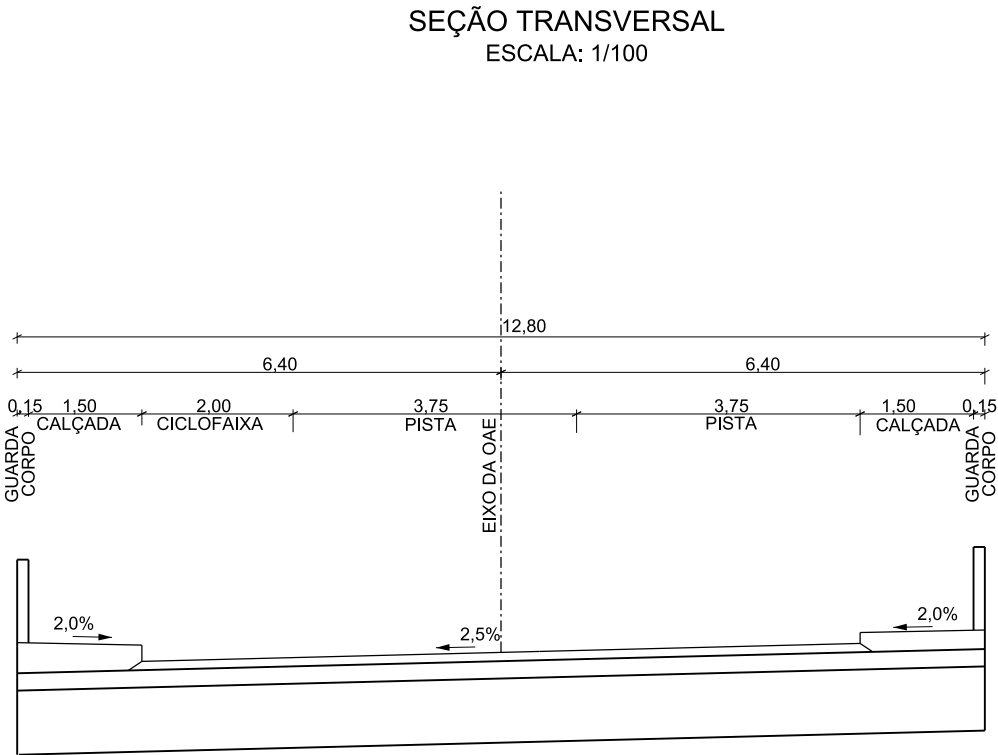 SEÇÃO TRANSVERSAL
ESCALA: 1/100
12,80
6,40
6,40
0,15
1,50
2,00
3,75
3,75
1,50
0,15
CALÇADA
CICLOFAIXA
PISTA
PISTA
CALÇADA
GUARDA
CORPO
EIXO DA OAE
GUARDA
CORPO
2,0%
2,5%
2,0%